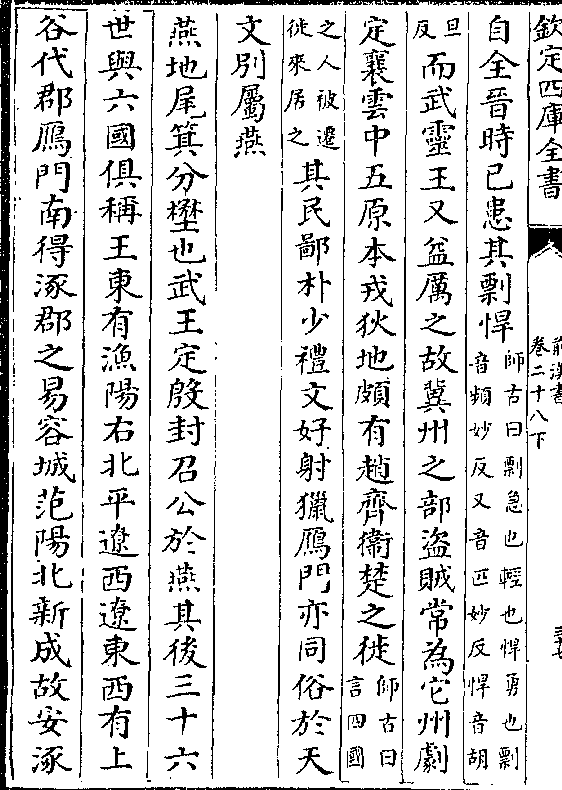 欽定四庫全書
前漢書
卷二十八下
自全晉時已患其剽悍師古曰剽急也輕也悍勇也剽
音頻妙反又音匹妙反悍音胡
旦
反而武靈王又益厲之故冀州之部盜賊常為它州劇
定襄雲中五原本戎狄地頗有趙齊衞楚之徙師古曰
言四國
之人被遷
徙來居之其民鄙朴少禮文好射獵鴈門亦同俗於天
文別屬燕
燕地尾箕分壄也武王定殷封召公於燕其後三十六
世與六國俱稱王東有漁陽右北平遼西遼東西有上
谷代郡鴈門南得涿郡之易容城范陽北新成故安涿